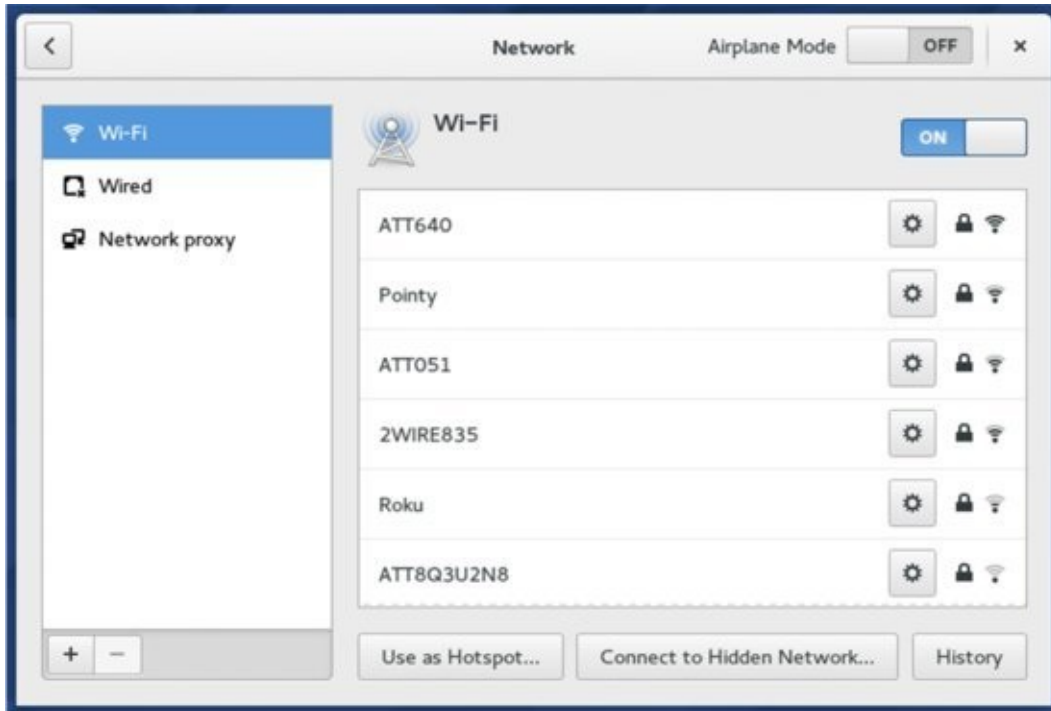 Network Airplane Mode OFF
Wi-Fi
Wired
Network proxy
Wi-Fi ON
ATT640
Pointy
ATT051
2WIRE835
Roku
ATT8Q3U2N8
Use as Hotspot... Connect to Hidden Network... History